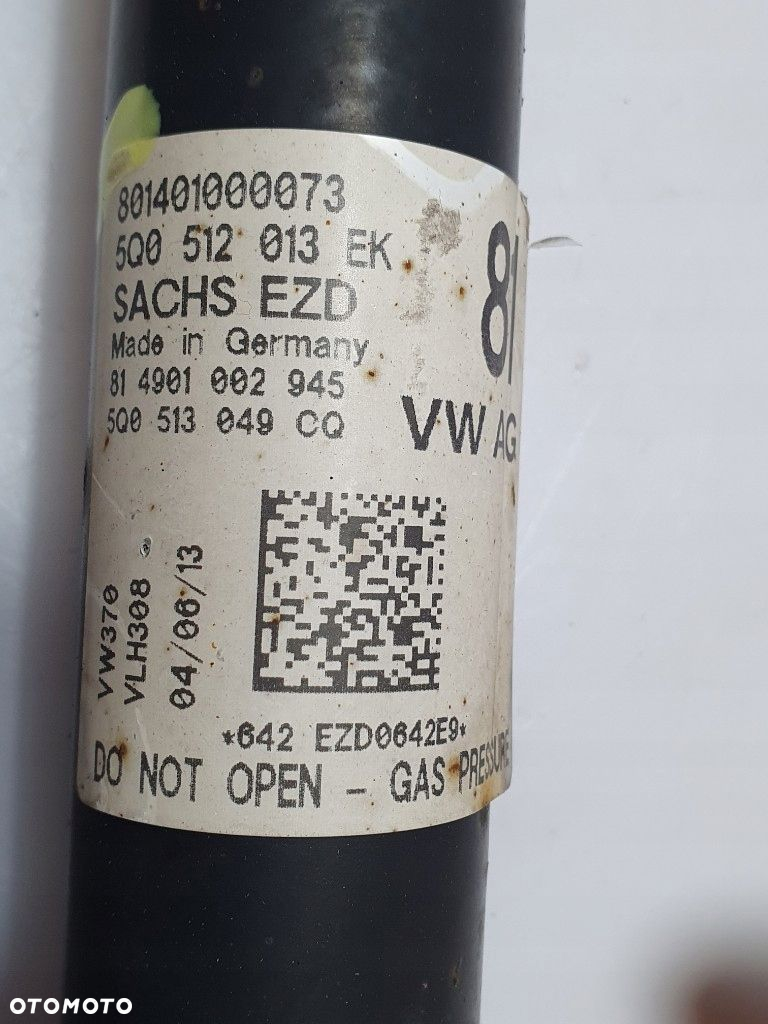 801401000073
5Q0 512 013 EK
SACHS EZD
Made in Germany
81 4901 002 945
5Q0 513 049 CQ
81
VW AG
VW370
VLH308
04/06/13
*642 EZD0642E9*
DO NOT OPEN - GAS PRESSURE
OTOMOTO